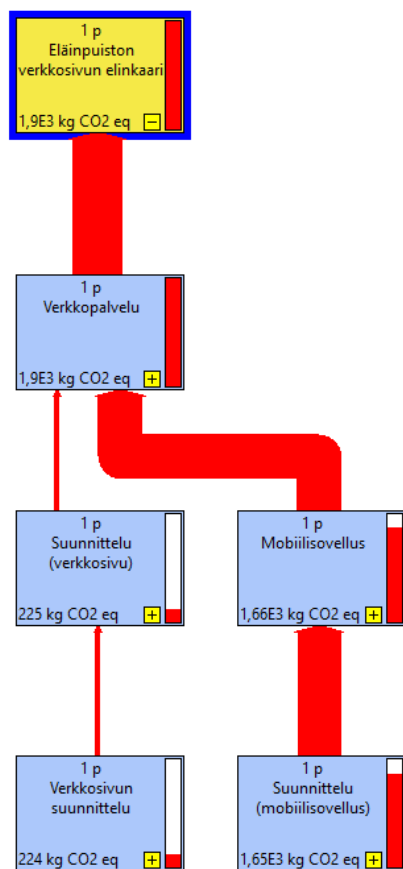 1 p
Eläinpuiston
verkkosivun elinkaari
1,9E3 kg CO2 eq
1 p
Verkkopalvelu
1,9E3 kg CO2 eq
1 p
Suunnittelu
(verkkosivu)
225 kg CO2 eq
1 p
Mobiilisovellus
1,66E3 kg CO2 eq
1 p
Verkkosivun
suunnittelu
224 kg CO2 eq
1 p
Suunnittelu
(mobiilisovellus)
1,65E3 kg CO2 eq